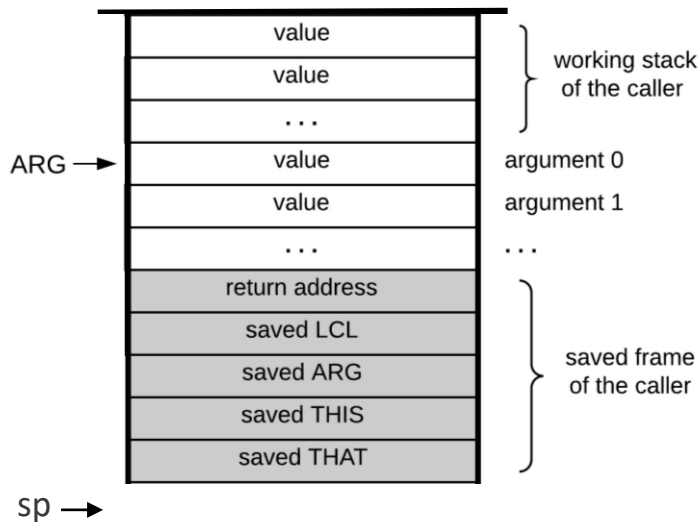 value
value
...
working stack
of the caller
ARG
value
argument 0
value
argument 1
...
...
return address
saved LCL
saved ARG
saved THIS
saved THAT
saved frame
of the caller
sp